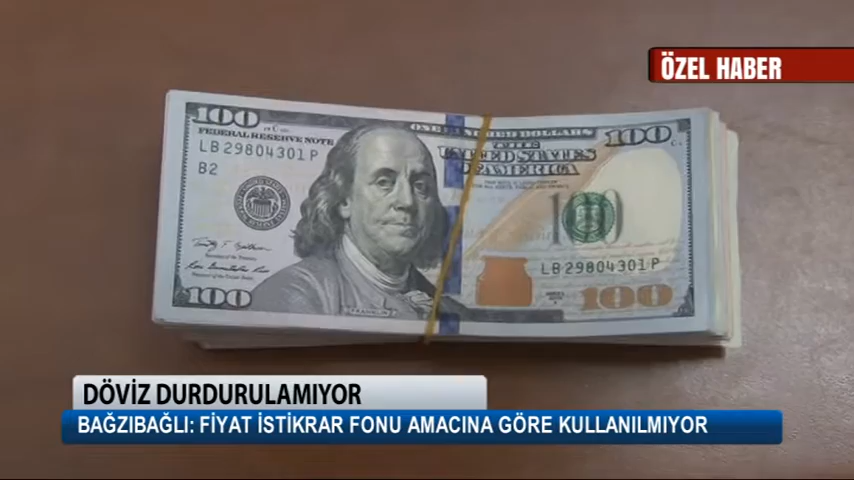 ÖZEL HABER
100
FEDERAL RESERVE NOTE
LB 29804301 P
B2
ONE HUNDRED DOLLARS
THE
UNITED STATES
OF AMERICA
100
100
LB 29804301 P
100
FRANKLIN
100
DÖVİZ DURDURULAMIYOR
BAĞZIBAĞLI: FİYAT İSTİKRAR FONU AMACINA GÖRE KULLANILMIYOR